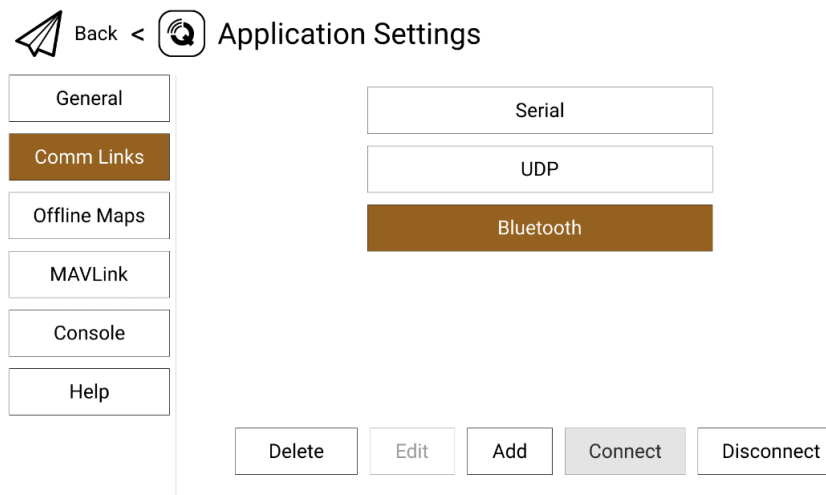 Back < Application Settings
General
Comm Links
Offline Maps
MAVLink
Console
Help
Serial
UDP
Bluetooth
Delete Edit Add Connect Disconnect